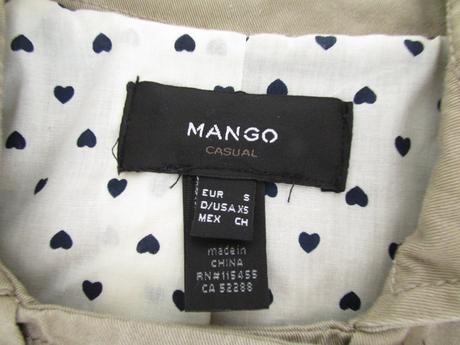 MANGO
CASUAL
EUR S
D/USA XS
MEX CH
made in
CHINA
RN#115455
CA 52288